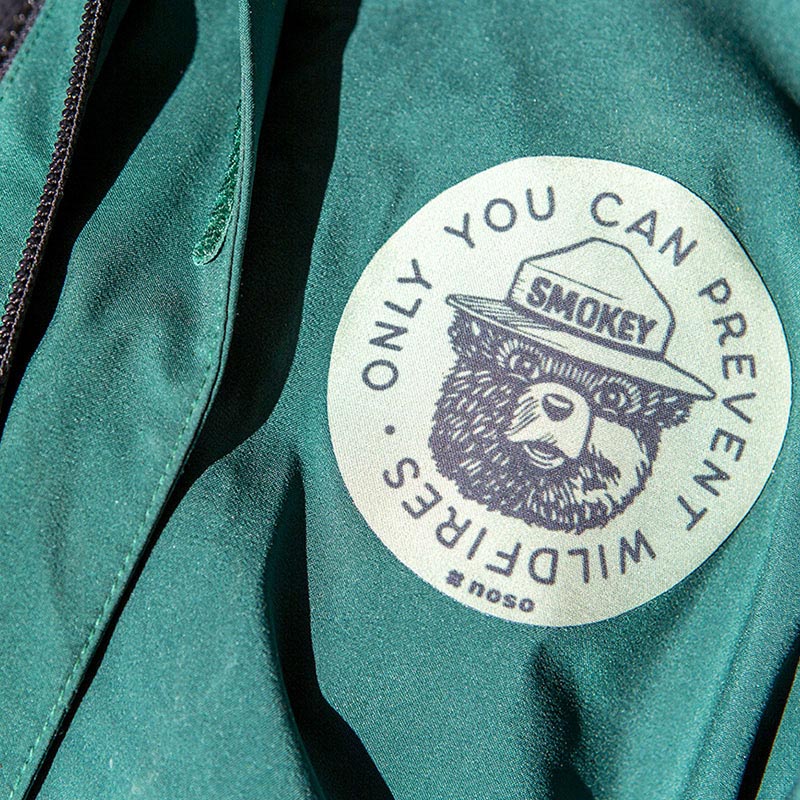 ONLY YOU CAN PREVENT WILDFIRES •
SMOKEY
# noso